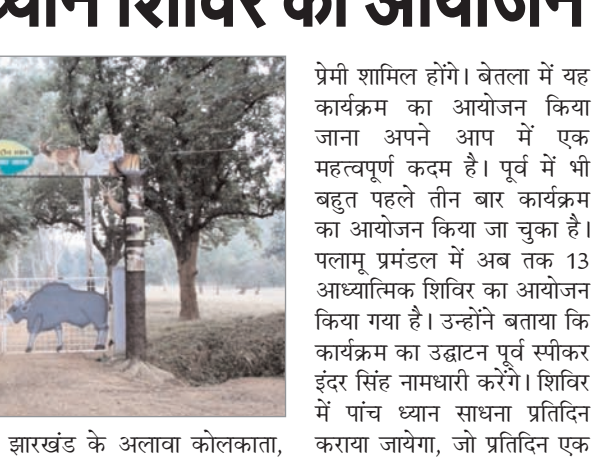 ध्यान शिविर का आयोजन
झारखंड के अलावा कोलकाता,
प्रेमी शामिल होंगे। बेतला में यह
कार्यक्रम का आयोजन किया
जाना अपने आप में एक
महत्वपूर्ण कदम है। पूर्व में भी
बहुत पहले तीन बार कार्यक्रम
का आयोजन किया जा चुका है।
पलामू प्रमंडल में अब तक 13
आध्यात्मिक शिविर का आयोजन
किया गया है। उन्होंने बताया कि
कार्यक्रम का उद्घाटन पूर्व स्पीकर
इंदर सिंह नामधारी करेंगे। शिविर
में पांच ध्यान साधना प्रतिदिन
कराया जायेगा, जो प्रतिदिन एक